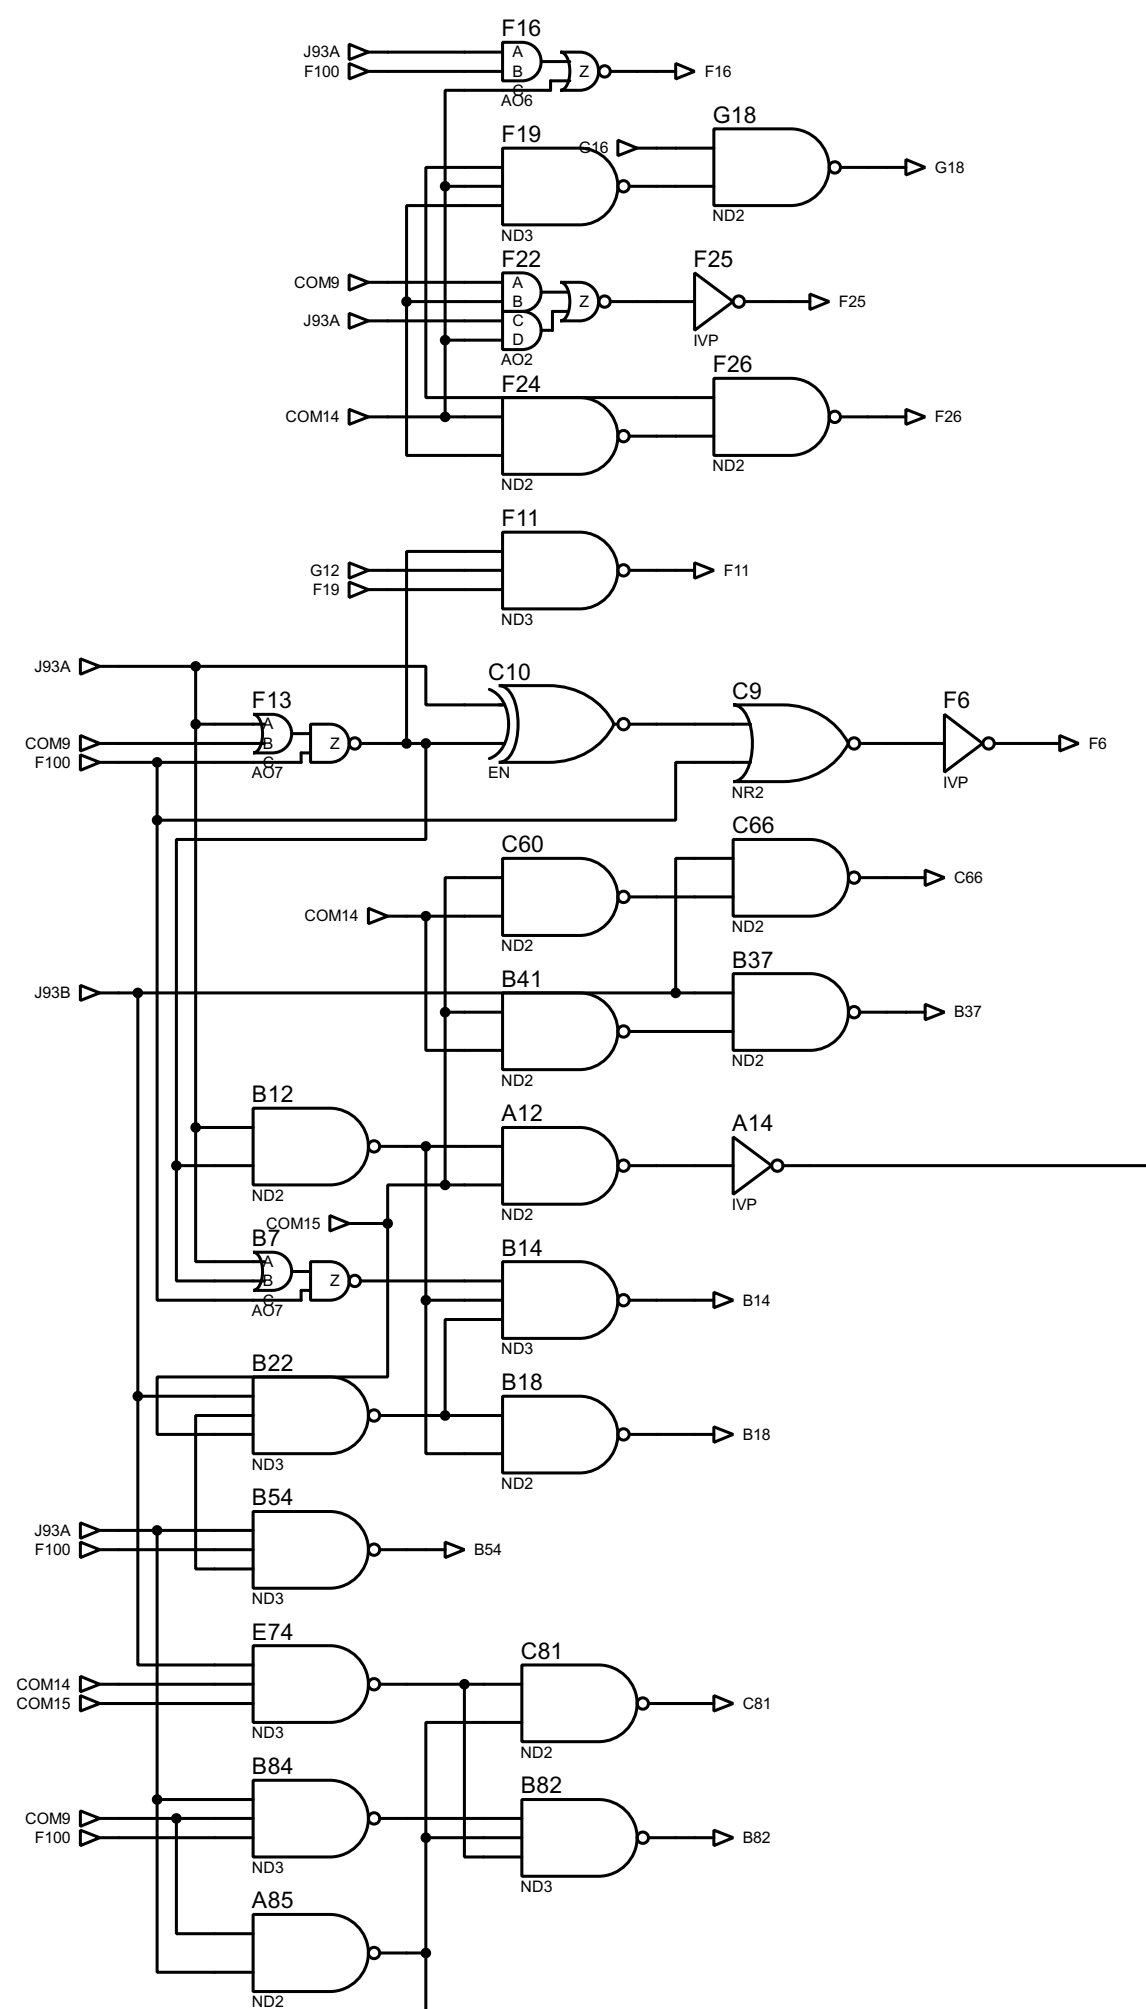 F16
J93A
A
F100
B
Z
F16
C
AO6
G18
F19
G16
G18
ND2
ND3
F22
F25
COM9
A
B
Z
F25
J93A
C
D
IVP
AO2
F26
F24
COM14
F26
ND2
ND2
F11
G12
F11
F19
ND3
J93A
C10
C9
F6
F13
A
COM9
B
Z
F6
F100
C
AO7
EN
IVP
NR2
C66
C60
C66
COM14
ND2
ND2
B37
B41
J93B
B37
ND2
ND2
B12
A12
A14
ND2
IVP
ND2
COM15
B7
B14
A
B
Z
C
B14
AO7
ND3
B22
B18
B18
ND3
ND2
B54
J93A
F100
B54
ND3
E74
C81
COM14
COM15
C81
ND3
ND2
B84
B82
COM9
F100
B82
ND3
ND3
A85
ND2